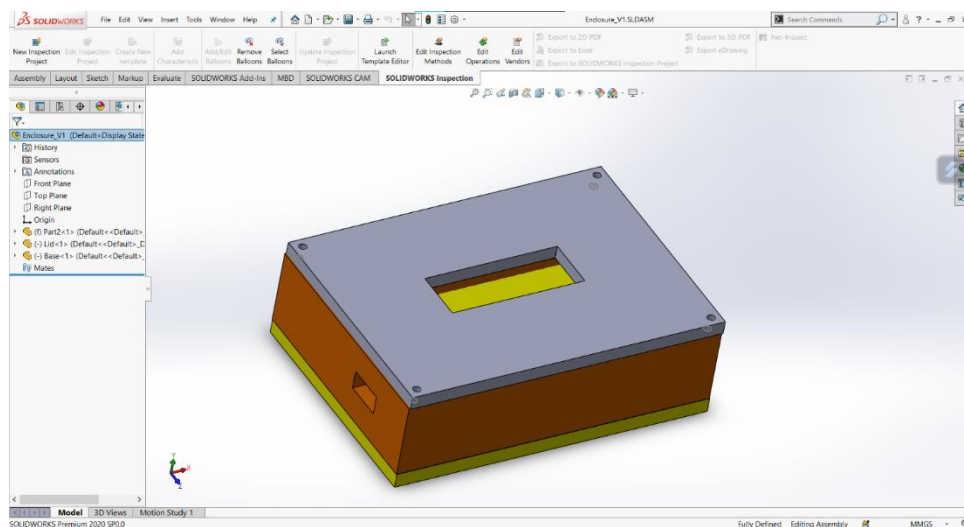 SOLIDWORKS File Edit View Insert Tools Window Help Enclosure_V1.SLDASM Search Commands
New Inspection Project
Edit Inspection Project
Create New template
Add Characteristic
Add/Edit Balloons
Remove Balloons
Select Balloons
Update Inspection Project
Launch Template Editor
Edit Inspection Methods
Edit Operations
Edit Vendors
Export to 2D PDF
Export to Excel
Export to SOLIDWORKS Inspection Project
Export to 3D PDF
Export eDrawing
Net-Inspect
Assembly Layout Sketch Markup Evaluate SOLIDWORKS Add-Ins MBD SOLIDWORKS CAM SOLIDWORKS Inspection
Enclosure_V1 (Default<Display State
History
Sensors
Annotations
Front Plane
Top Plane
Right Plane
Origin
(f) Part2<1> (Default<<Default>_
(-) Lid<1> (Default<<Default>_D
(-) Base<1> (Default<<Default>_
Mates
Model 3D Views Motion Study 1
SOLIDWORKS Premium 2020 SP0.0 Fully Defined Editing Assembly MMGS